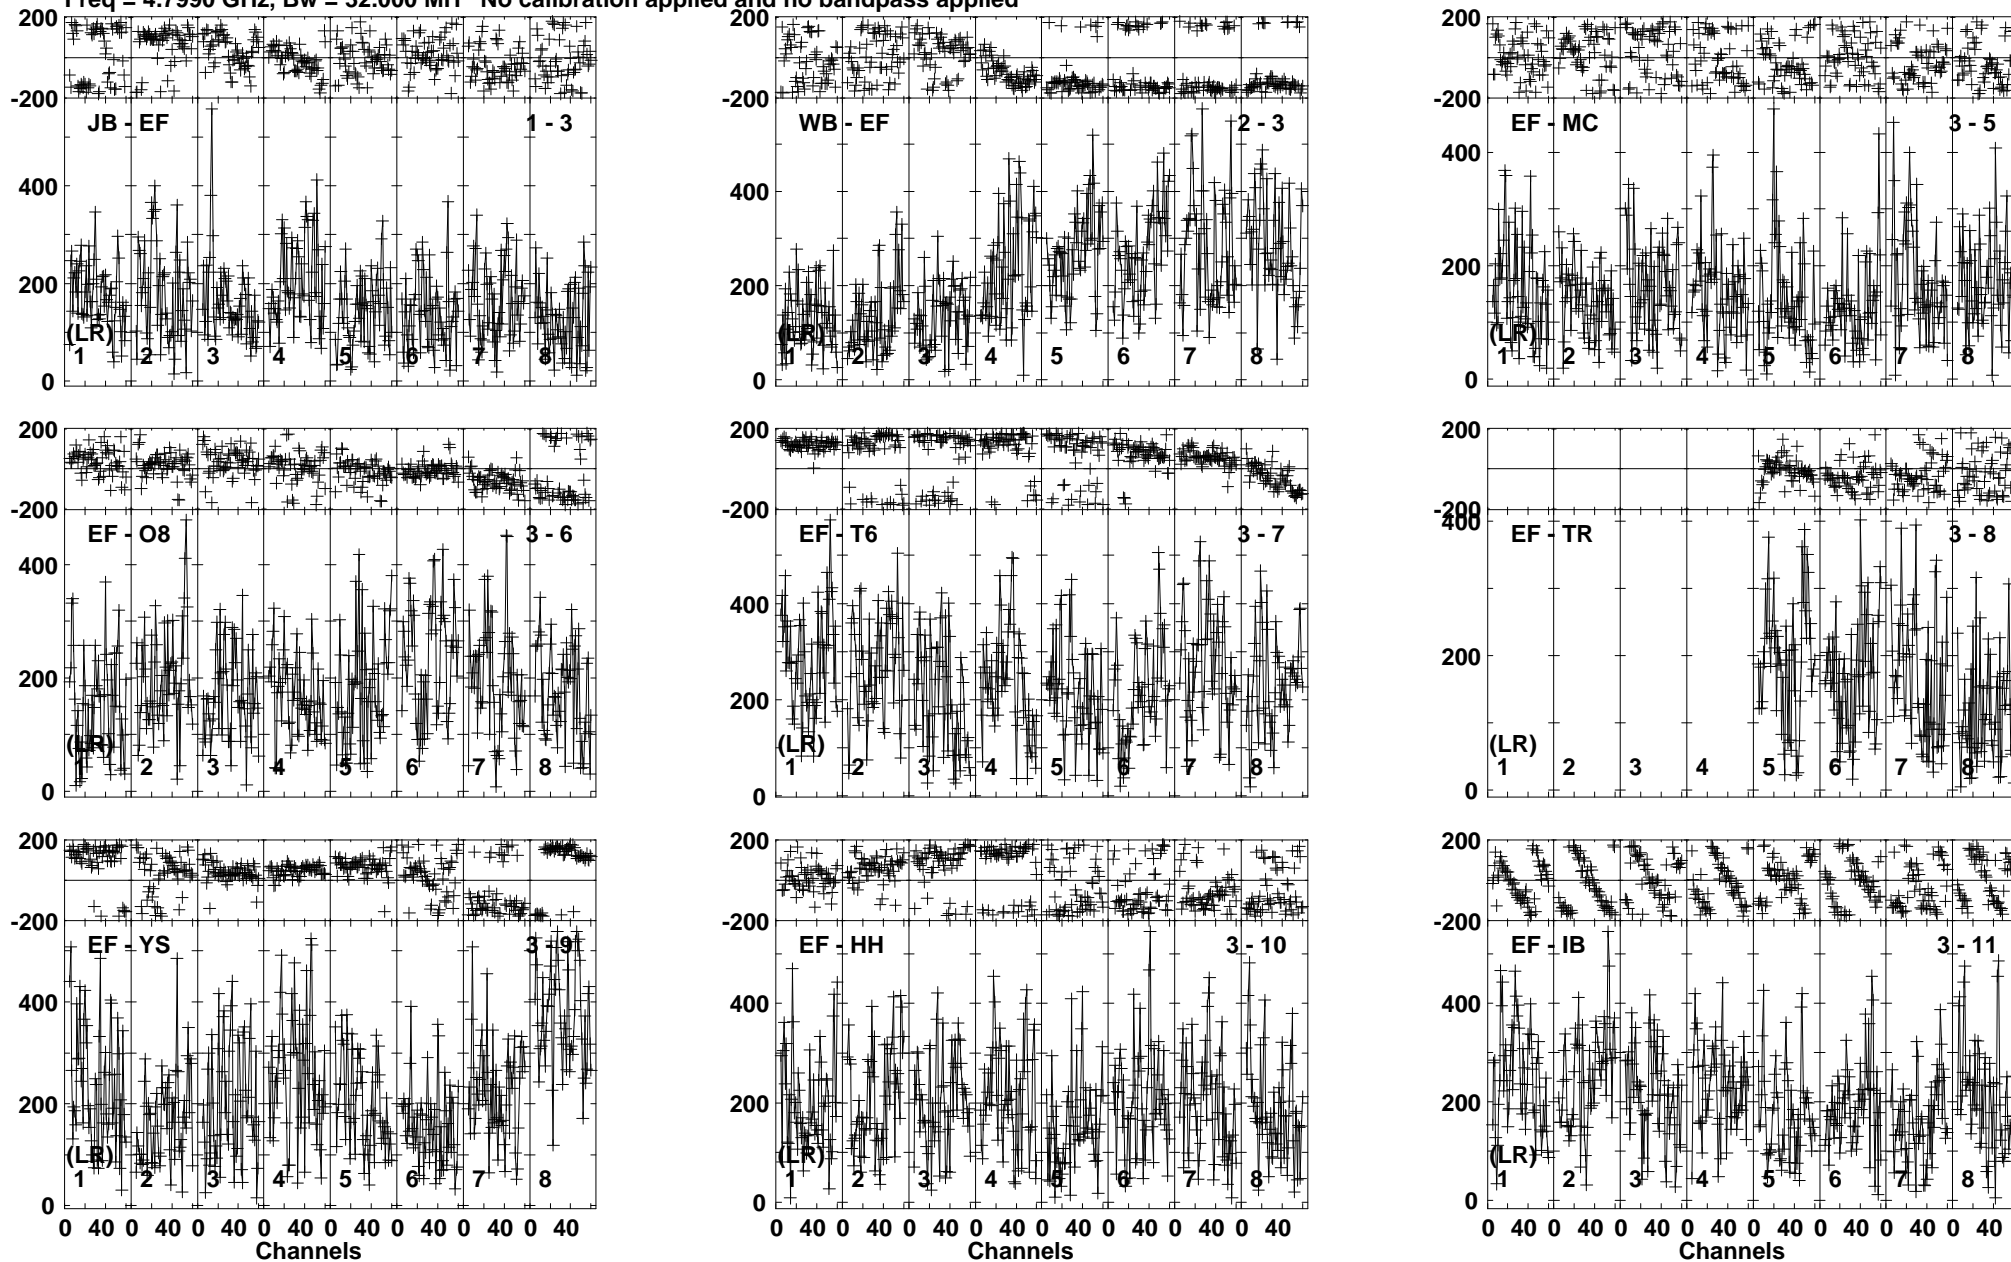 Freq = 4.7990 GHz, Bw = 32.000 MH No calibration applied and no bandpass applied
200 200 200
-200 -200 -200
JB - EF 1 - 3 WB - EF 2 - 3 EF - MC 3 - 5
400 400 400
200 200 200
(LR) (LR) (LR)
1 2 3 4 5 6 7 8 1 2 3 4 5 6 7 8 1 2 3 4 5 6 7 8
0 0 0
200 200 200
-200 -200 -200
400
EF - O8 3 - 6 EF - T6 3 - 7 EF - TR 3 - 8
400 400
200 200 200
(LR) (LR) (LR)
1 2 3 4 5 6 7 8 1 2 3 4 5 6 7 8 1 2 3 4 5 6 7 8
0 0 0
200 200 200
-200 -200 -200
EF - YS 3 - 9 EF - HH 3 - 10 EF - IB 3 - 11
400 400 400
200 200 200
(LR) (LR) (LR)
1 2 3 4 5 6 7 8 1 2 3 4 5 6 7 8 1 2 3 4 5 6 7 8
0 0 0
0 40 0 40 0 40 0 40 0 40 0 40 0 40 0 40 0 40 0 40 0 40 0 40 0 40 0 40 0 40 0 40 0 40 0 40 0 40 0 40 0 40 0 40 0 40 0 40
Channels Channels Channels